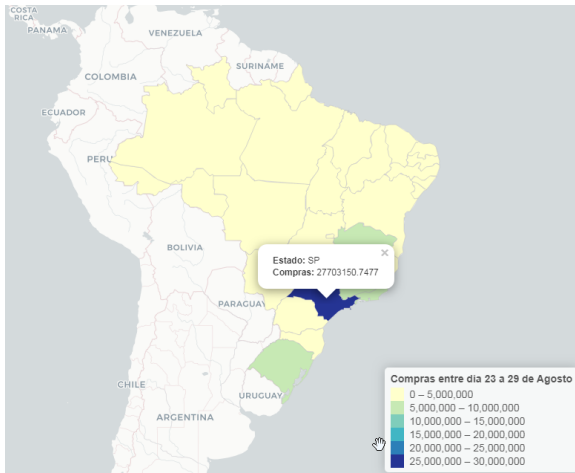 COSTA
RICA
PANAMÁ
VENEZUELA
SURINAME
COLOMBIA
ECUADOR
PERU
BOLIVIA
×
Estado: SP
Compras: 27703150.7477
PARAGUAY
CHILE
URUGUAY
ARGENTINA
Compras entre dia 23 a 29 de Agosto
0 – 5,000,000
5,000,000 – 10,000,000
10,000,000 – 15,000,000
15,000,000 – 20,000,000
20,000,000 – 25,000,000
25,000,000 – 30,000,000